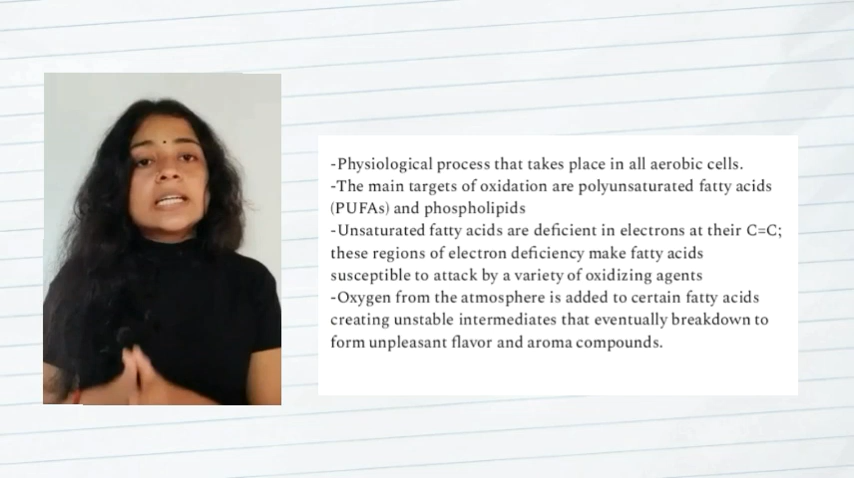 -Physiological process that takes place in all aerobic cells.
-The main targets of oxidation are polyunsaturated fatty acids
(PUFAs) and phospholipids
-Unsaturated fatty acids are deficient in electrons at their C=C;
these regions of electron deficiency make fatty acids
susceptible to attack by a variety of oxidizing agents
-Oxygen from the atmosphere is added to certain fatty acids
creating unstable intermediates that eventually breakdown to
form unpleasant flavor and aroma compounds.